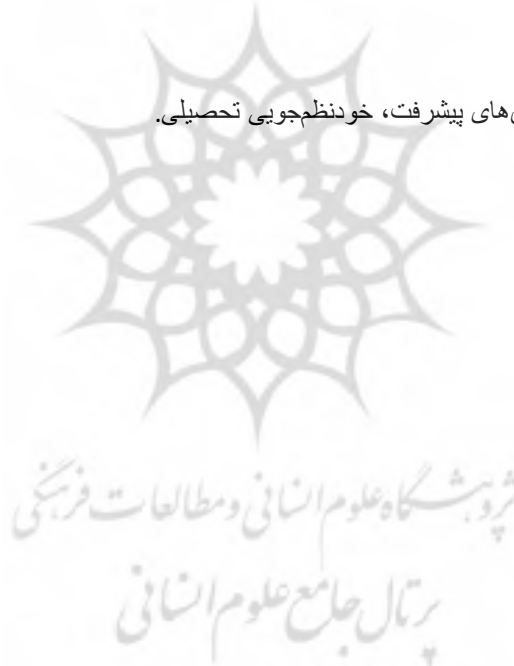 های پیشرفت، خودنظم‌جویی تحصیلی.
پژوهشگاه علوم انسانی و مطالعات فرهنگی
پرتال جامع علوم انسانی